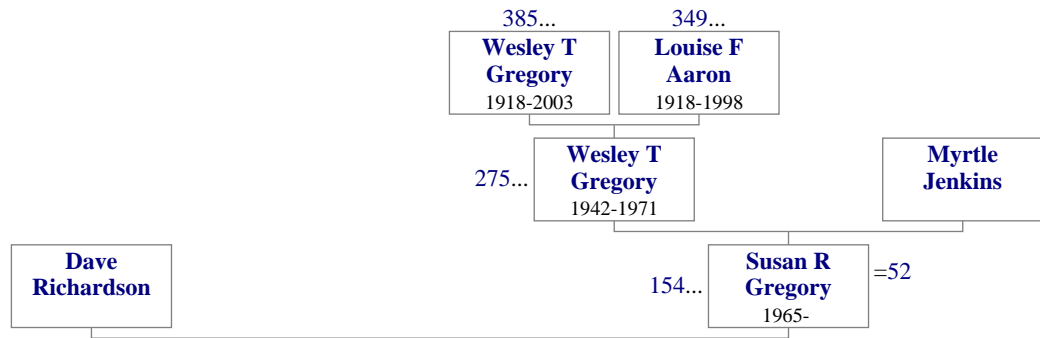 385...
349...
Wesley T
Gregory
1918-2003
Louise F
Aaron
1918-1998
275...
Wesley T
Gregory
1942-1971
Myrtle
Jenkins
Dave
Richardson
154...
Susan R
Gregory
1965-
=52